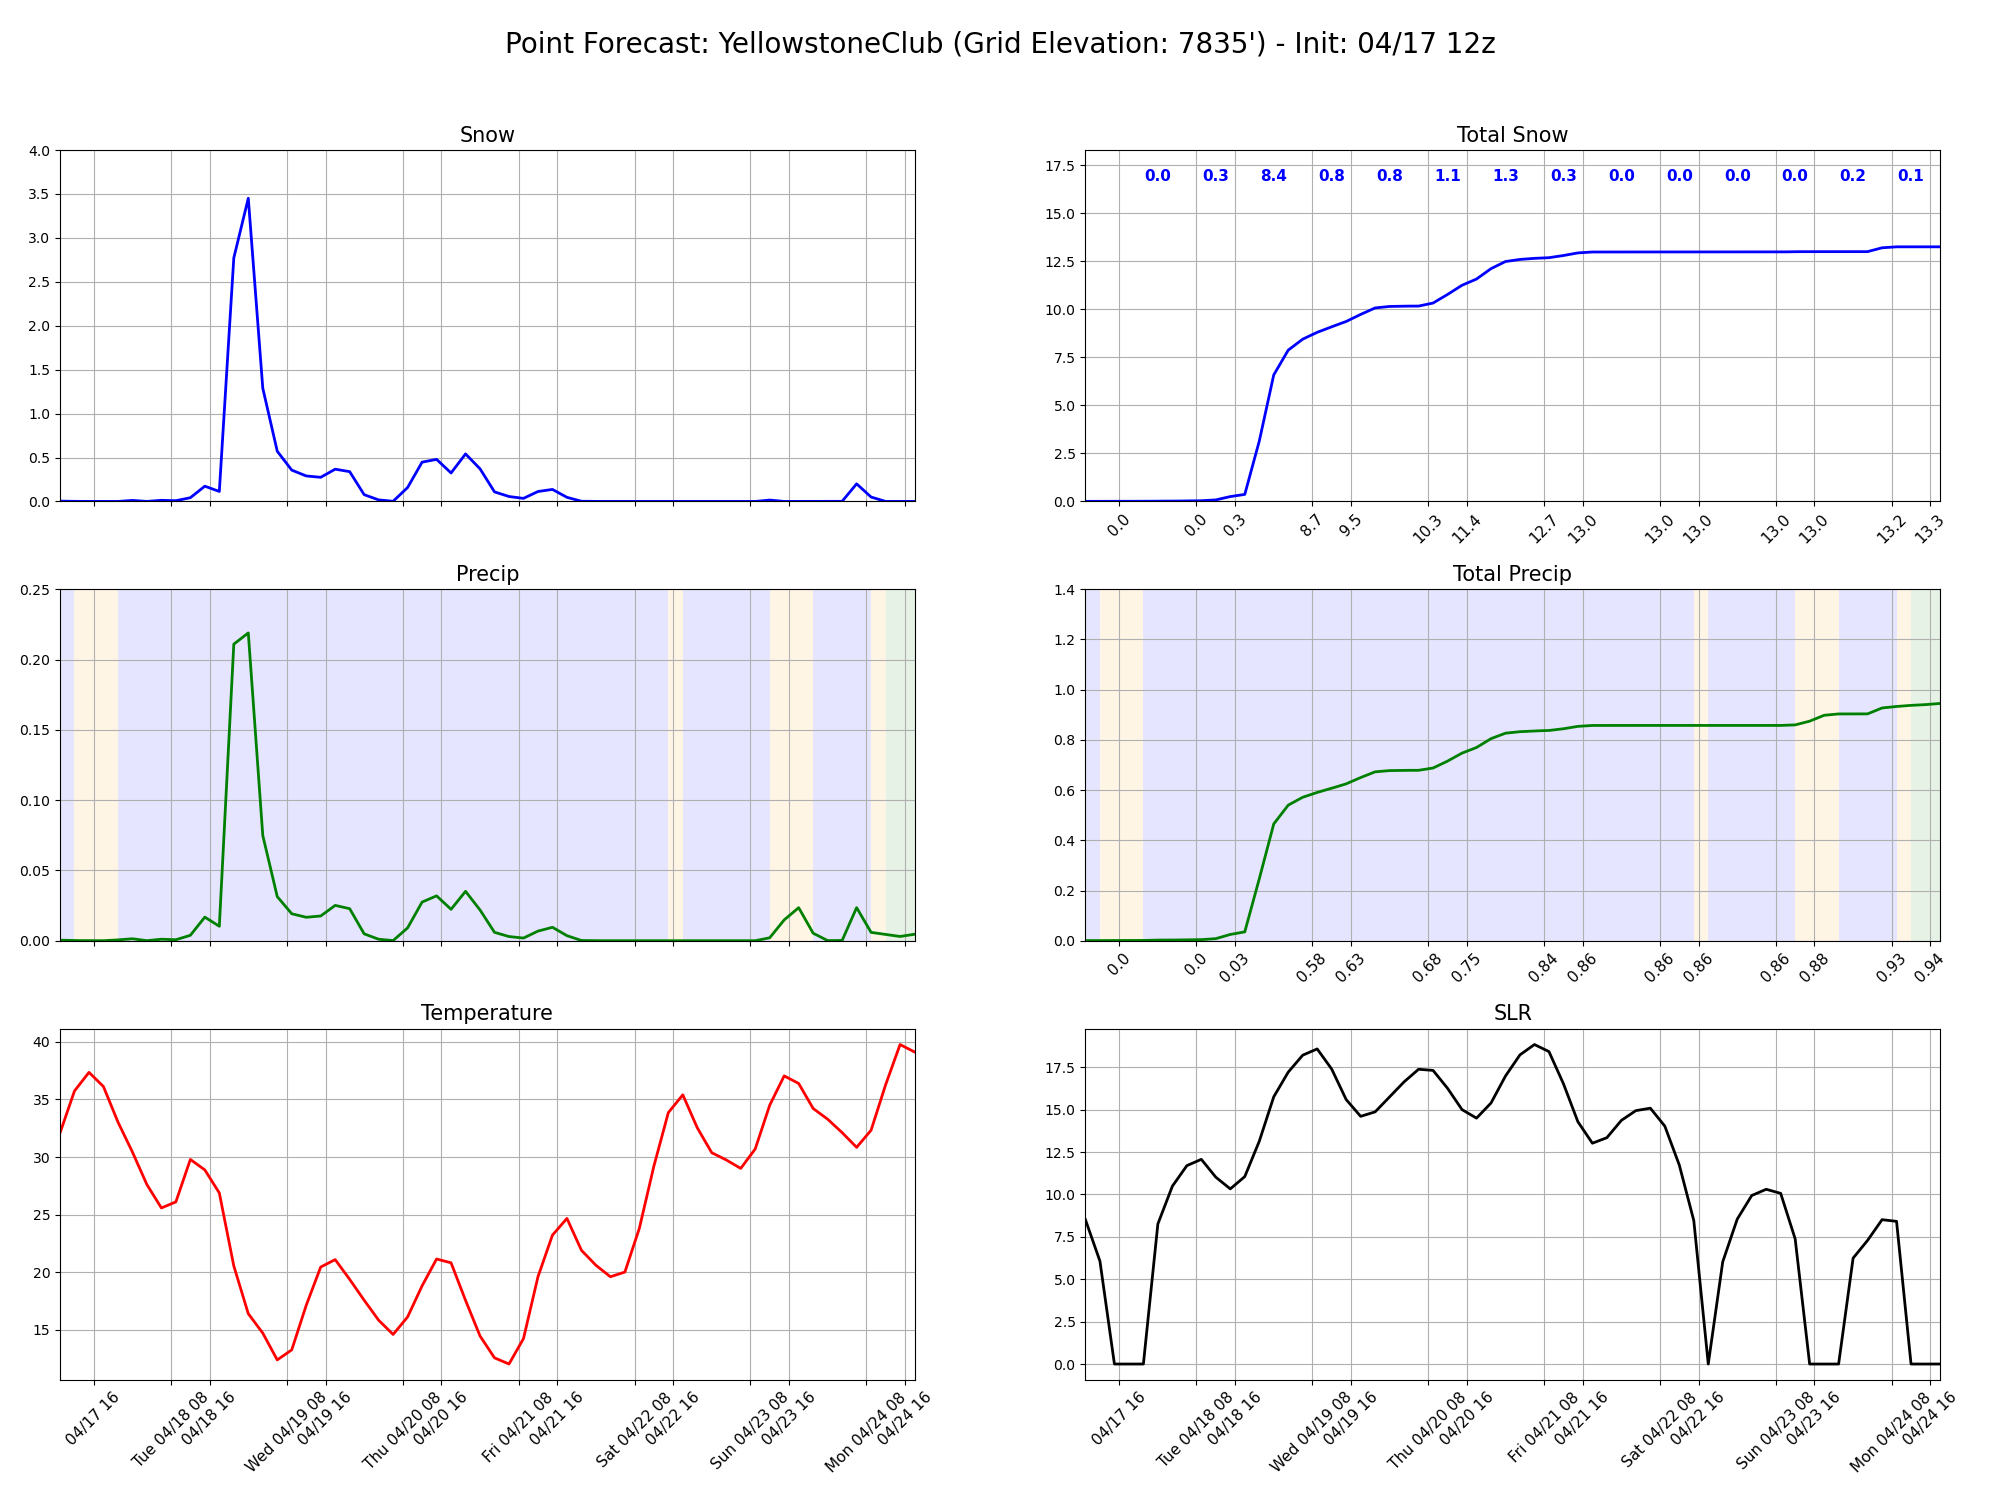 Point Forecast: YellowstoneClub (Grid Elevation: 7835') - Init: 04/17 12z
Snow
4.0
3.5
3.0
2.5
2.0
1.5
1.0
0.5
0.0
Total Snow
17.5
15.0
12.5
10.0
7.5
5.0
2.5
0.0
0.0 0.3 8.4 0.8 0.8 1.1 1.3 0.3 0.0 0.0 0.0 0.0 0.2 0.1
0.0 0.0 0.3 8.7 9.5 10.3 11.4 12.7 13.0 13.0 13.0 13.0 13.0 13.2 13.3
Precip
0.25
0.20
0.15
0.10
0.05
0.00
Total Precip
1.4
1.2
1.0
0.8
0.6
0.4
0.2
0.0
0.0 0.0 0.03 0.58 0.63 0.68 0.75 0.84 0.86 0.86 0.86 0.86 0.88 0.93 0.94
Temperature
40
35
30
25
20
15
04/17 16
Tue 04/18 08
04/18 16
Wed 04/19 08
04/19 16
Thu 04/20 08
04/20 16
Fri 04/21 08
04/21 16
Sat 04/22 08
04/22 16
Sun 04/23 08
04/23 16
Mon 04/24 08
04/24 16
SLR
17.5
15.0
12.5
10.0
7.5
5.0
2.5
0.0
04/17 16
Tue 04/18 08
04/18 16
Wed 04/19 08
04/19 16
Thu 04/20 08
04/20 16
Fri 04/21 08
04/21 16
Sat 04/22 08
04/22 16
Sun 04/23 08
04/23 16
Mon 04/24 08
04/24 16